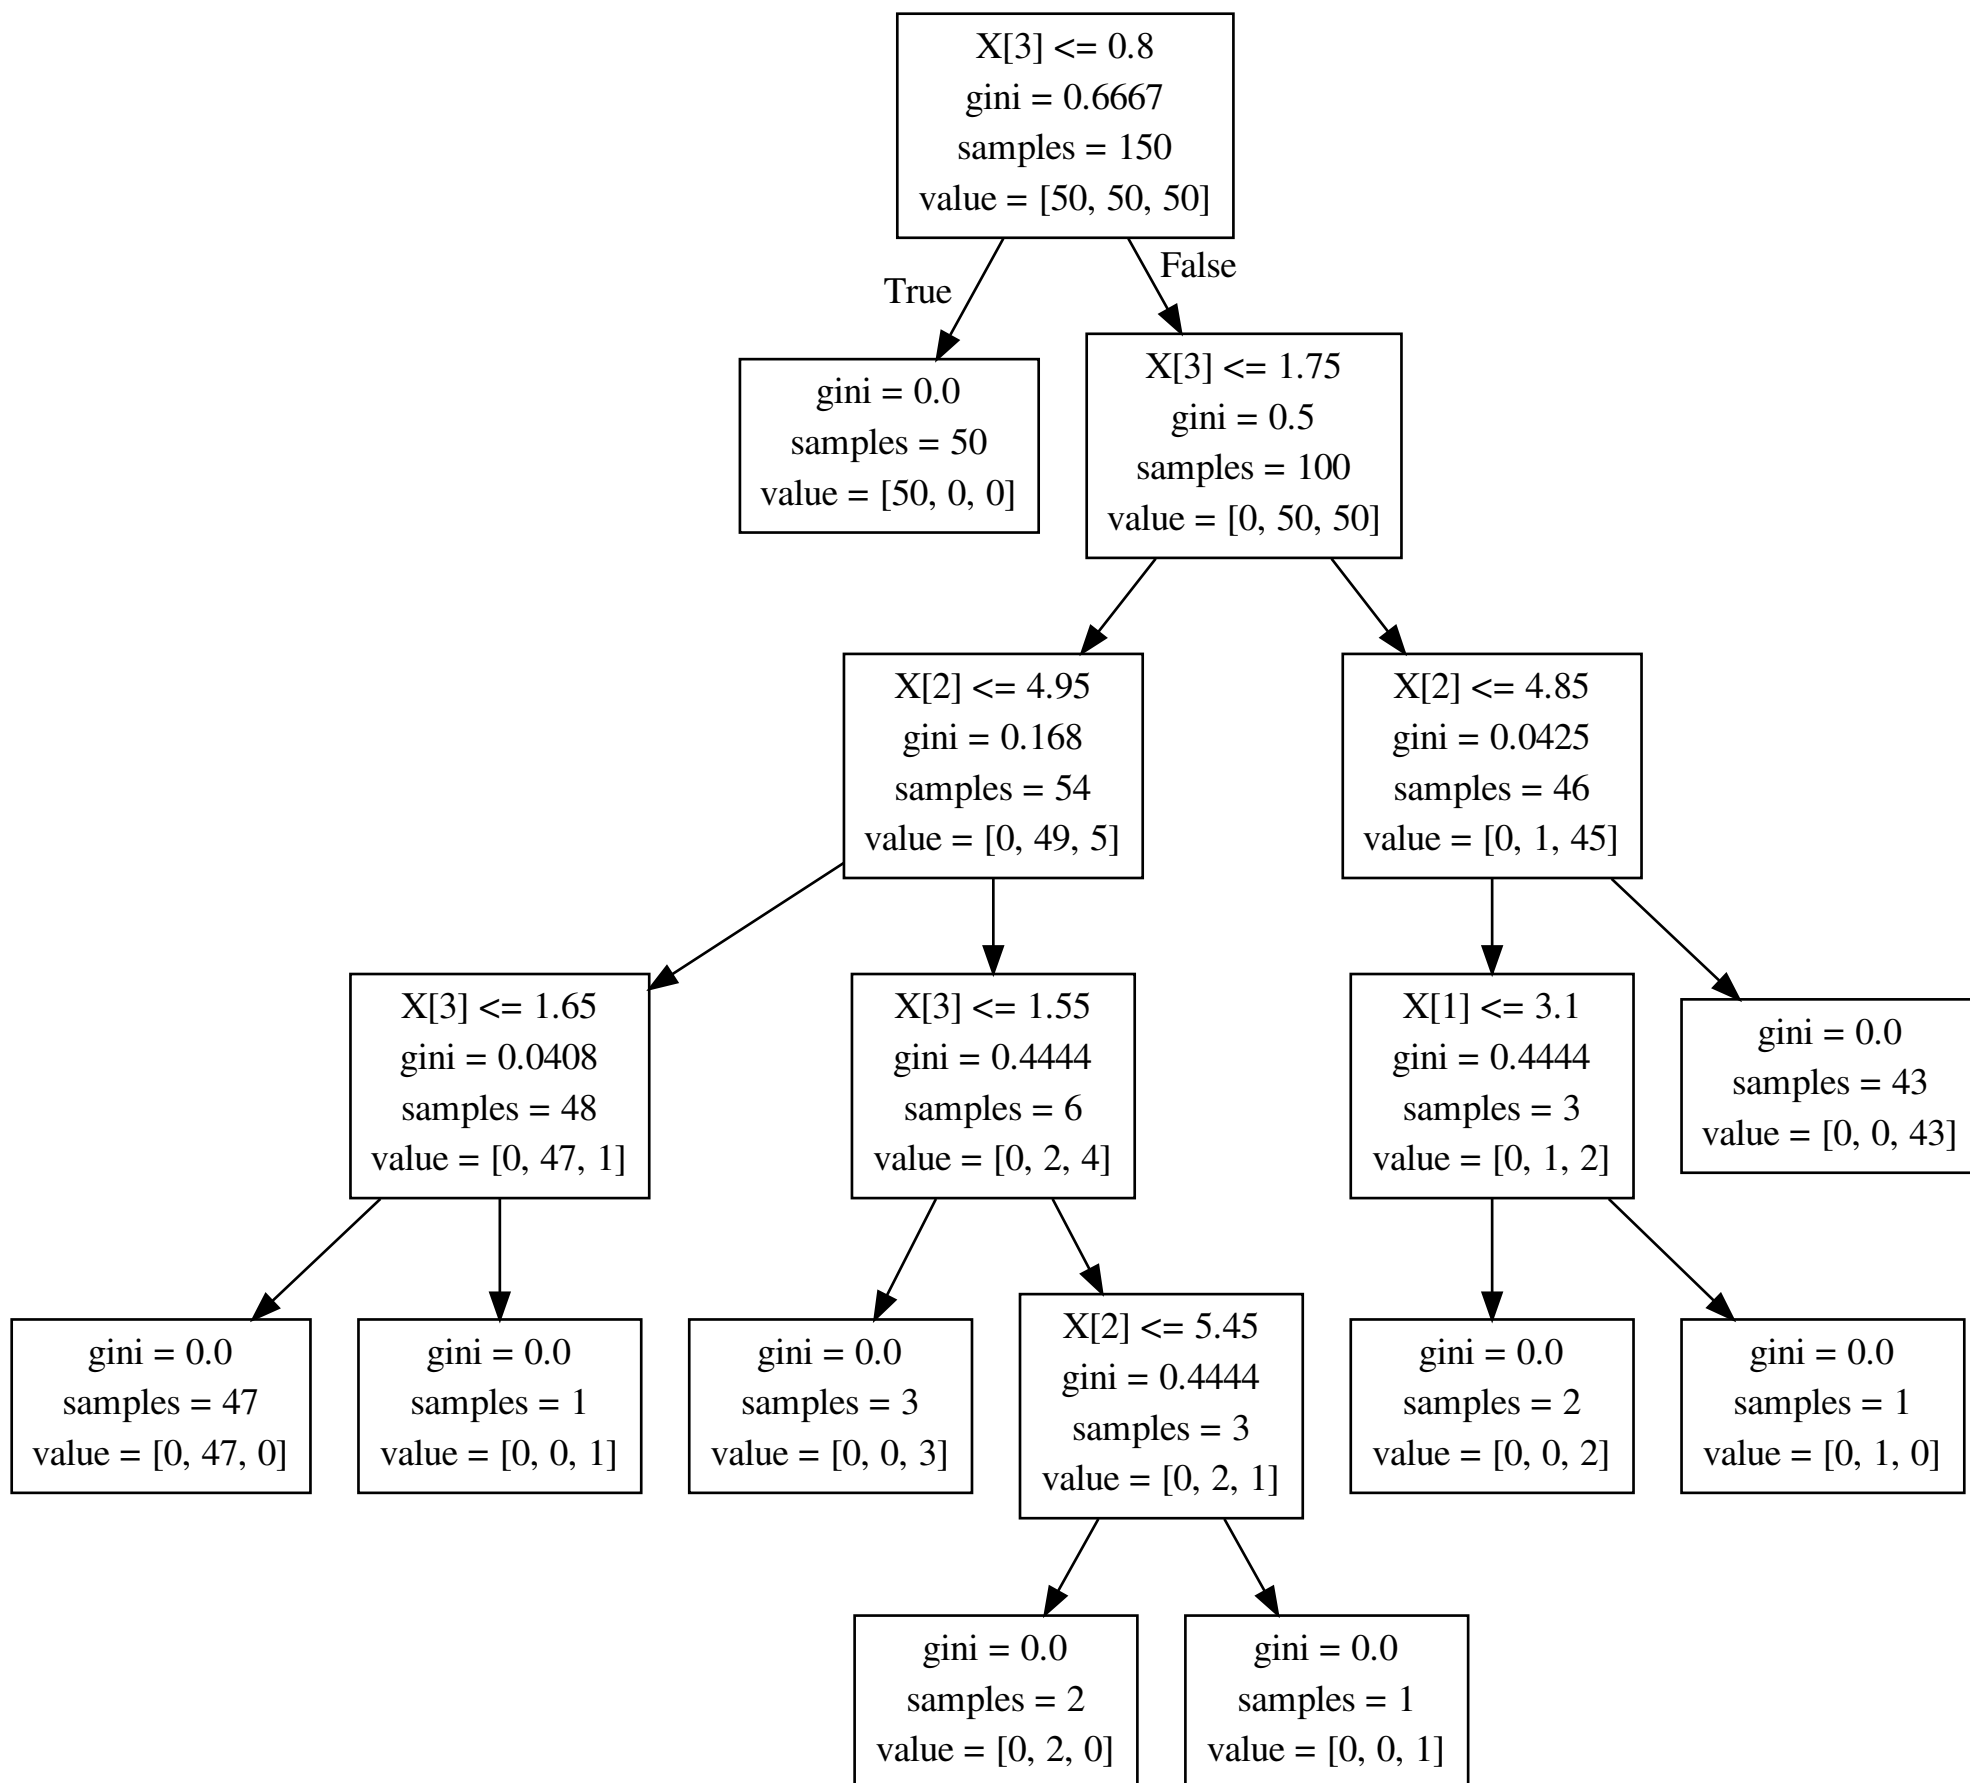 X[3] <= 0.8
gini = 0.6667
samples = 150
value = [50, 50, 50]
True
False
gini = 0.0
samples = 50
value = [50, 0, 0]
X[3] <= 1.75
gini = 0.5
samples = 100
value = [0, 50, 50]
X[2] <= 4.95
gini = 0.168
samples = 54
value = [0, 49, 5]
X[2] <= 4.85
gini = 0.0425
samples = 46
value = [0, 1, 45]
X[3] <= 1.65
gini = 0.0408
samples = 48
value = [0, 47, 1]
X[3] <= 1.55
gini = 0.4444
samples = 6
value = [0, 2, 4]
X[1] <= 3.1
gini = 0.4444
samples = 3
value = [0, 1, 2]
gini = 0.0
samples = 43
value = [0, 0, 43]
gini = 0.0
samples = 47
value = [0, 47, 0]
gini = 0.0
samples = 1
value = [0, 0, 1]
gini = 0.0
samples = 3
value = [0, 0, 3]
X[2] <= 5.45
gini = 0.4444
samples = 3
value = [0, 2, 1]
gini = 0.0
samples = 2
value = [0, 0, 2]
gini = 0.0
samples = 1
value = [0, 1, 0]
gini = 0.0
samples = 2
value = [0, 2, 0]
gini = 0.0
samples = 1
value = [0, 0, 1]